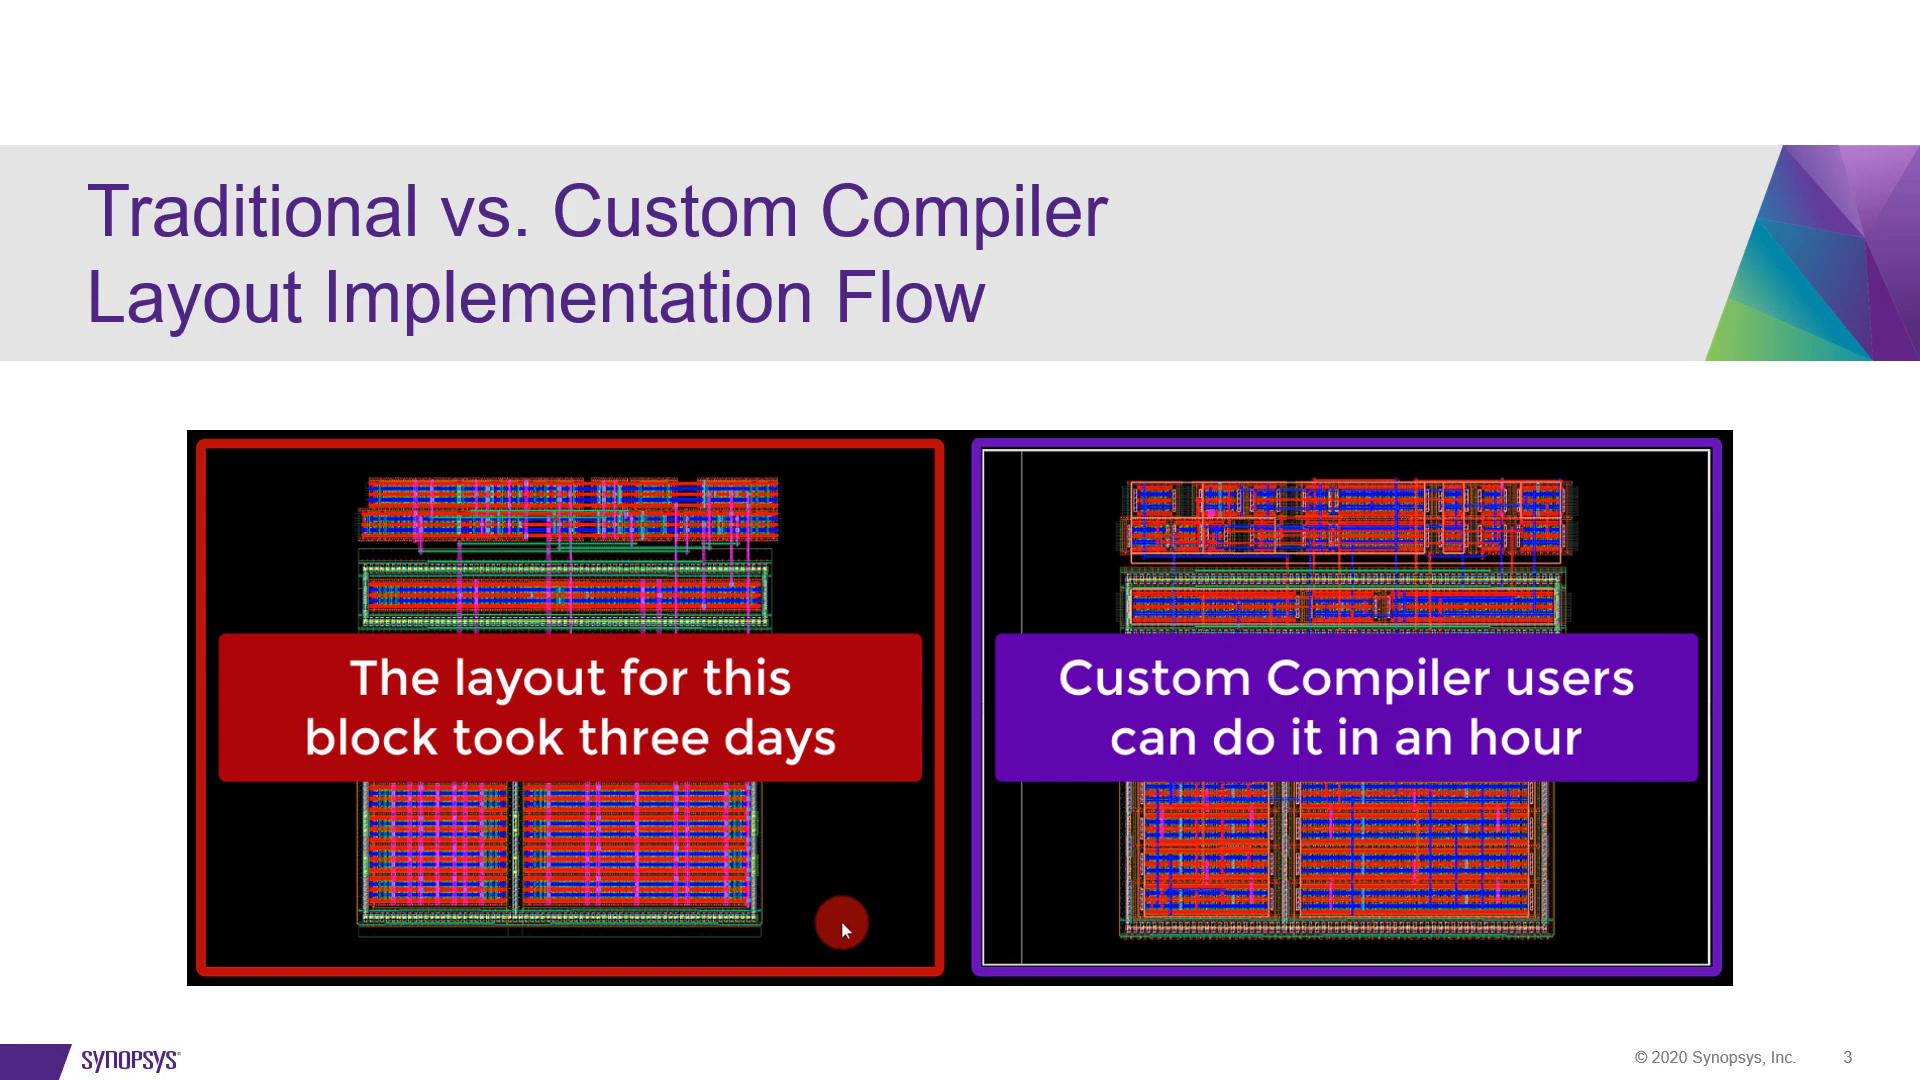 Traditional vs. Custom Compiler
Layout Implementation Flow
The layout for this
block took three days
Custom Compiler users
can do it in an hour
SYNOPSYS®
© 2020 Synopsys, Inc.
3